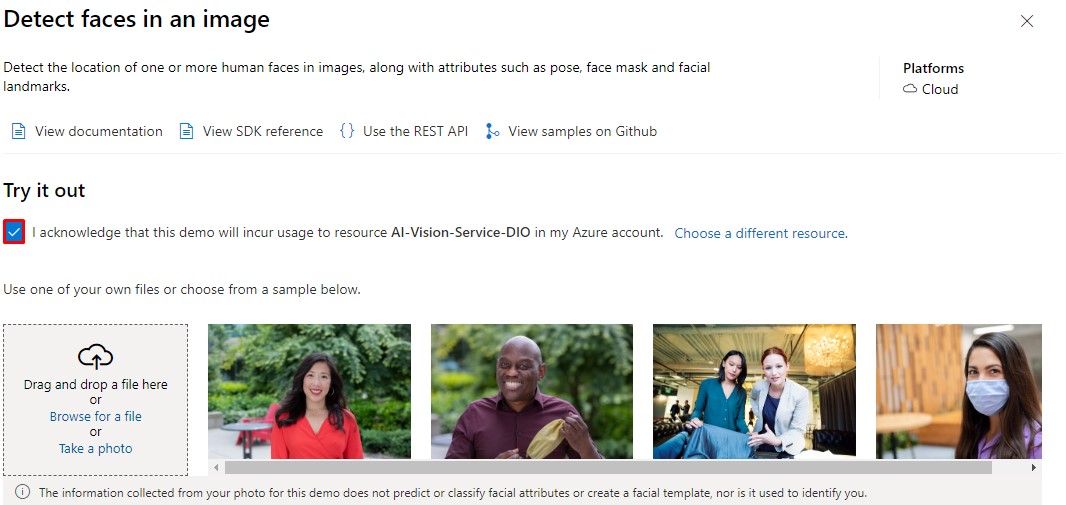 Detect faces in an image
Detect the location of one or more human faces in images, along with attributes such as pose, face mask and facial
landmarks.
Platforms
Cloud
View documentation
View SDK reference
Use the REST API
View samples on Github
Try it out
I acknowledge that this demo will incur usage to resource AI-Vision-Service-DIO in my Azure account. Choose a different resource.
Use one of your own files or choose from a sample below.
Drag and drop a file here
or
Browse for a file
or
Take a photo
The information collected from your photo for this demo does not predict or classify facial attributes or create a facial template, nor is it used to identify you.